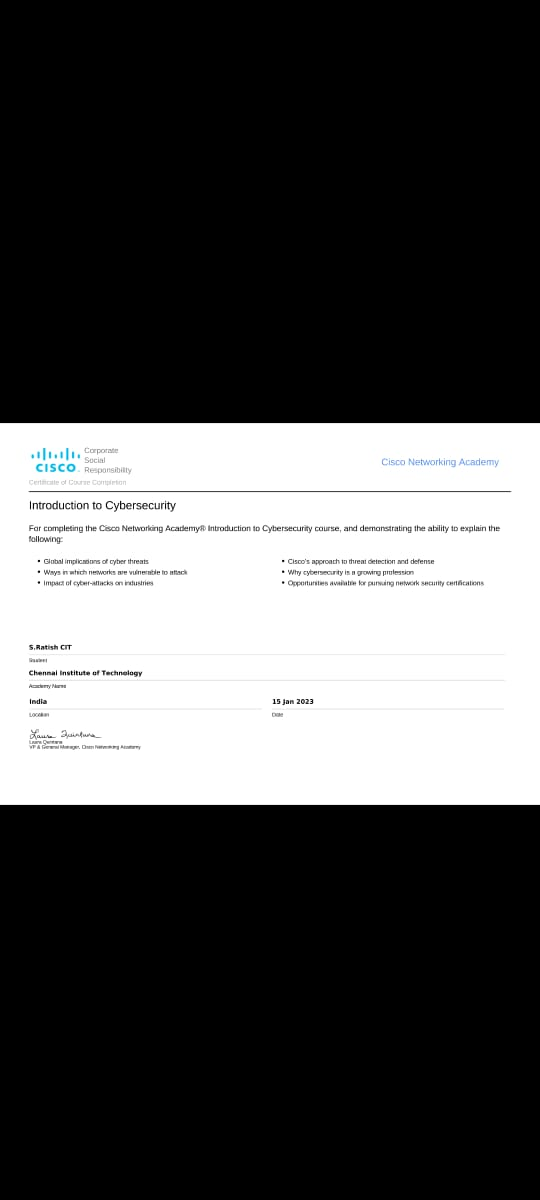 Corporate
Social
Responsibility
CISCO
Cisco Networking Academy
Certificate of Course Completion
Introduction to Cybersecurity
For completing the Cisco Networking Academy® Introduction to Cybersecurity course, and demonstrating the ability to explain the
following:
• Global implications of cyber threats
• Ways in which networks are vulnerable to attack
• Impact of cyber-attacks on industries
• Cisco's approach to threat detection and defense
• Why cybersecurity is a growing profession
• Opportunities available for pursuing network security certifications
S.Ratish CIT
Student
Chennai Institute of Technology
Academy Name
India
Location
15 Jan 2023
Date
Laura Quintana
Laura Quintana
VP & General Manager, Cisco Networking Academy